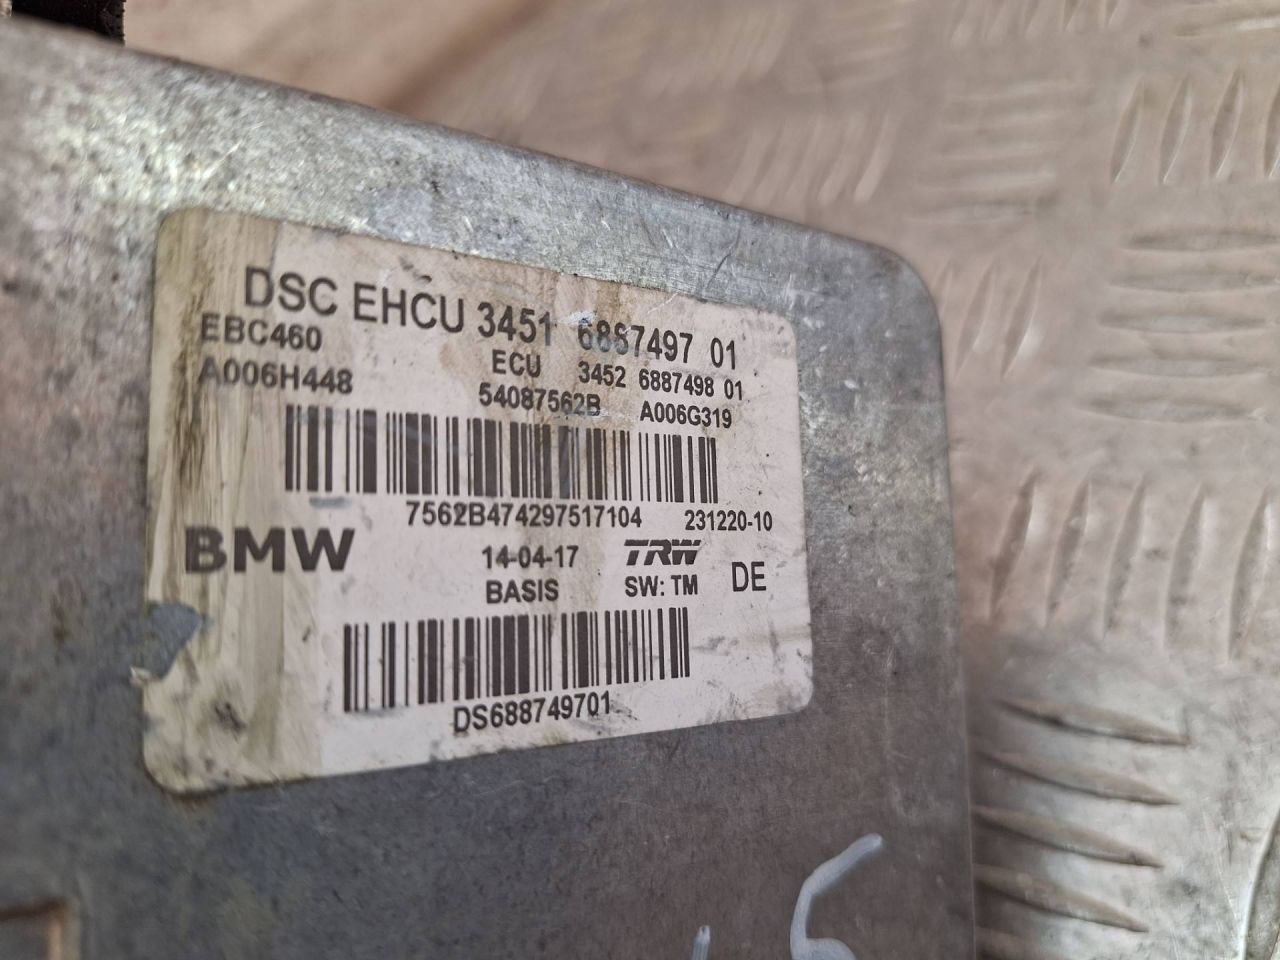 DSC EHCU 3451 6887497 01
EBC460 ECU 3452 6887498 01
A006H448 54087562B A006G319
7562B474297517104 231220-10
BMW 14-04-17 TRW DE
BASIS SW: TM
DS688749701